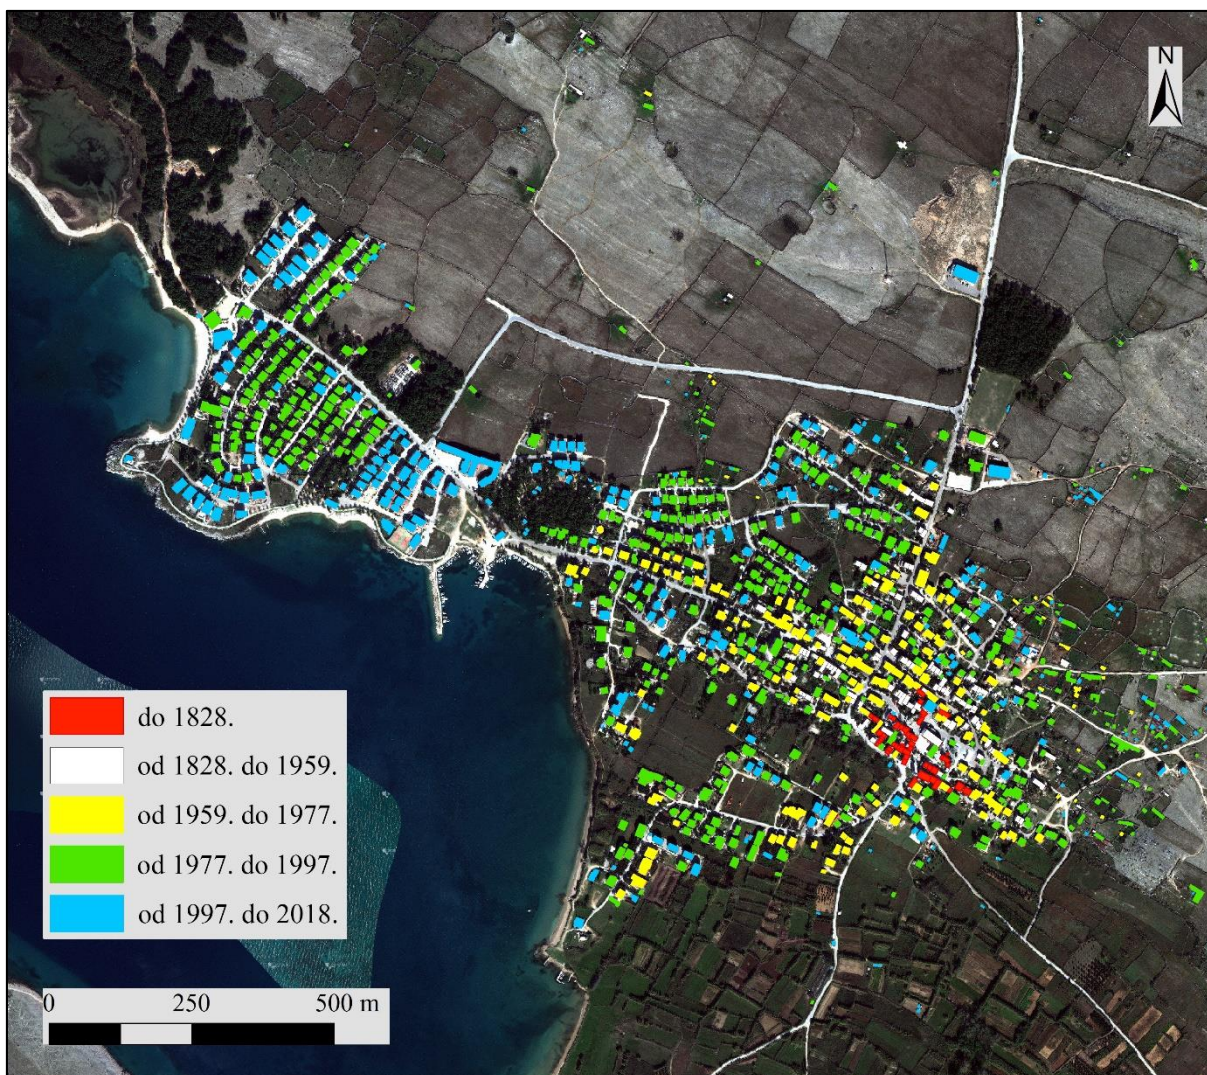 N
do 1828.
od 1828. do 1959.
od 1959. do 1977.
od 1977. do 1997.
od 1997. do 2018.
0 250 500 m